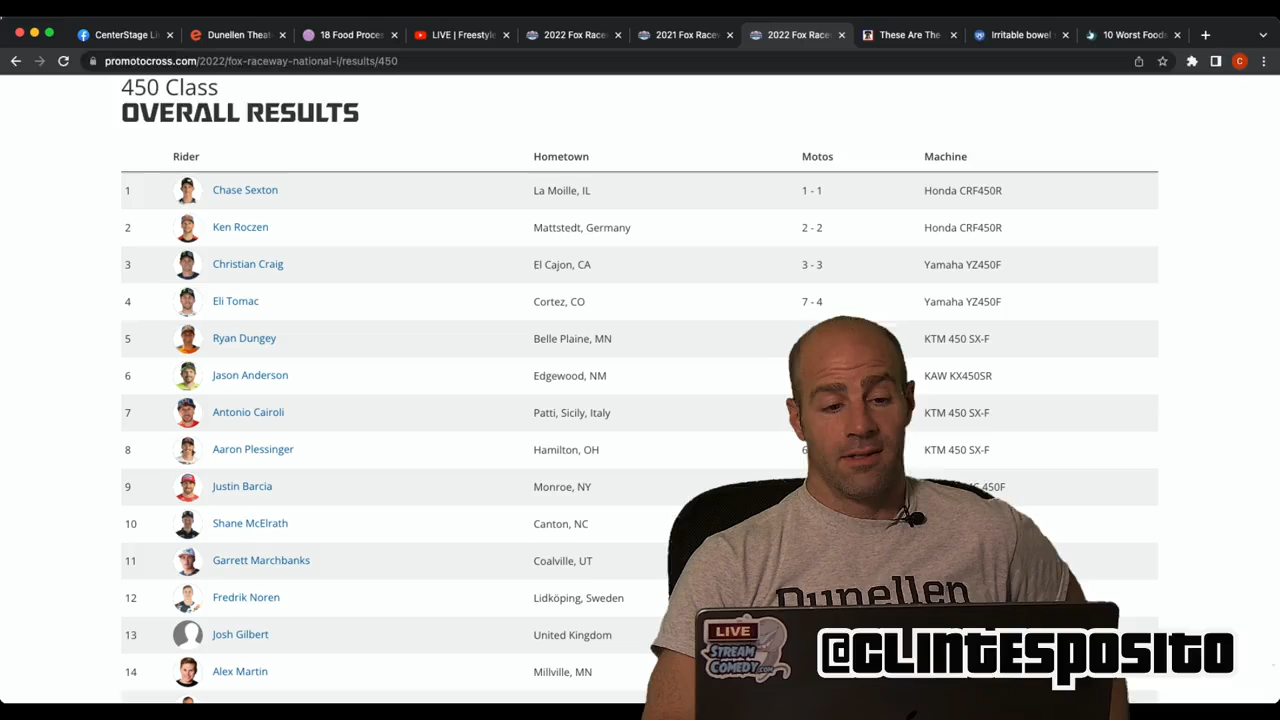 CenterStage Li
Dunellen Theat
18 Food Proces
LIVE | Freestyle
2022 Fox Race
2021 Fox Race
2022 Fox Race
These Are The
Irritable bowel
10 Worst Foods
promotocross.com/2022/fox-raceway-national-i/results/450
C
450 Class
OVERALL RESULTS
Rider Hometown Motos Machine
1 Chase Sexton La Moille, IL 1 - 1 Honda CRF450R
2 Ken Roczen Mattstedt, Germany 2 - 2 Honda CRF450R
3 Christian Craig El Cajon, CA 3 - 3 Yamaha YZ450F
4 Eli Tomac Cortez, CO 7 - 4 Yamaha YZ450F
5 Ryan Dungey Belle Plaine, MN KTM 450 SX-F
6 Jason Anderson Edgewood, NM KAW KX450SR
7 Antonio Cairoli Patti, Sicily, Italy KTM 450 SX-F
8 Aaron Plessinger Hamilton, OH 6 KTM 450 SX-F
9 Justin Barcia Monroe, NY 450F
10 Shane McElrath Canton, NC
11 Garrett Marchbanks Coalville, UT
12 Fredrik Noren Lidköping, Sweden
13 Josh Gilbert United Kingdom
14 Alex Martin Millville, MN
Dunellen
LIVE
STREAM
COMEDY.COM
@CLINTESPOSITO